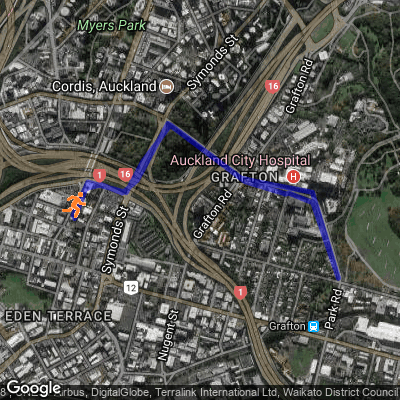 Myers Park
Symonds St
Cordis, Auckland
16
Grafton Rd
1
16
Auckland City Hospital
H
GRAFTON
Symonds St
Grafton Rd
12
1
Park Rd
EDEN TERRACE
Nugent St
Grafton
Google
Airbus, DigitalGlobe, Terralink International Ltd, Waikato District Council